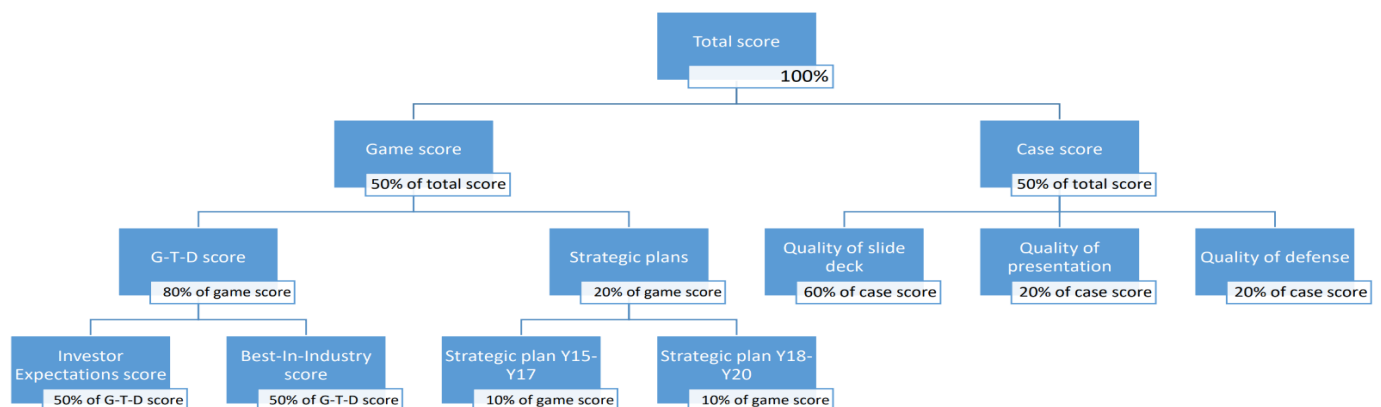 Total score
100%
Game score
50% of total score
Case score
50% of total score
G-T-D score
80% of game score
Strategic plans
20% of game score
Quality of slide
deck
60% of case score
Quality of
presentation
20% of case score
Quality of defense
20% of case score
Investor
Expectations score
50% of G-T-D score
Best-In-Industry
score
50% of G-T-D score
Strategic plan Y15-
Y17
10% of game score
Strategic plan Y18-
Y20
10% of game score